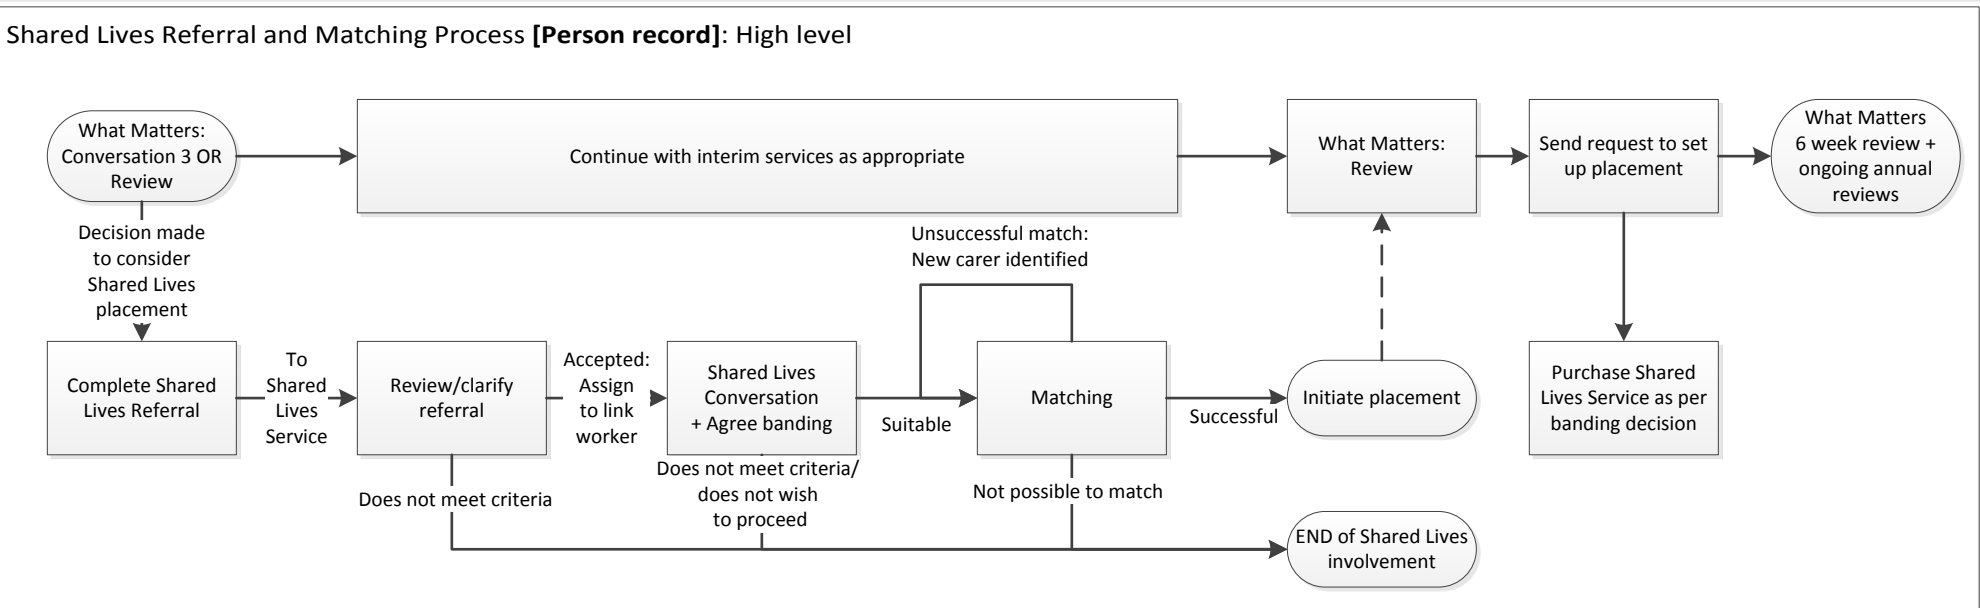 Shared Lives Referral and Matching Process [Person record]: High level
What Matters:
Conversation 3 OR
Review
Continue with interim services as appropriate
What Matters:
Review
Send request to set
up placement
What Matters
6 week review +
ongoing annual
reviews
Decision made
to consider
Shared Lives
placement
Unsuccessful match:
New carer identified
Complete Shared
Lives Referral
To
Shared
Lives
Service
Review/clarify
referral
Accepted:
Assign
to link
worker
Shared Lives
Conversation
+ Agree banding
Suitable
Matching
Successful
Initiate placement
Purchase Shared
Lives Service as per
banding decision
Does not meet criteria
Does not meet criteria/
does not wish
to proceed
Not possible to match
END of Shared Lives
involvement